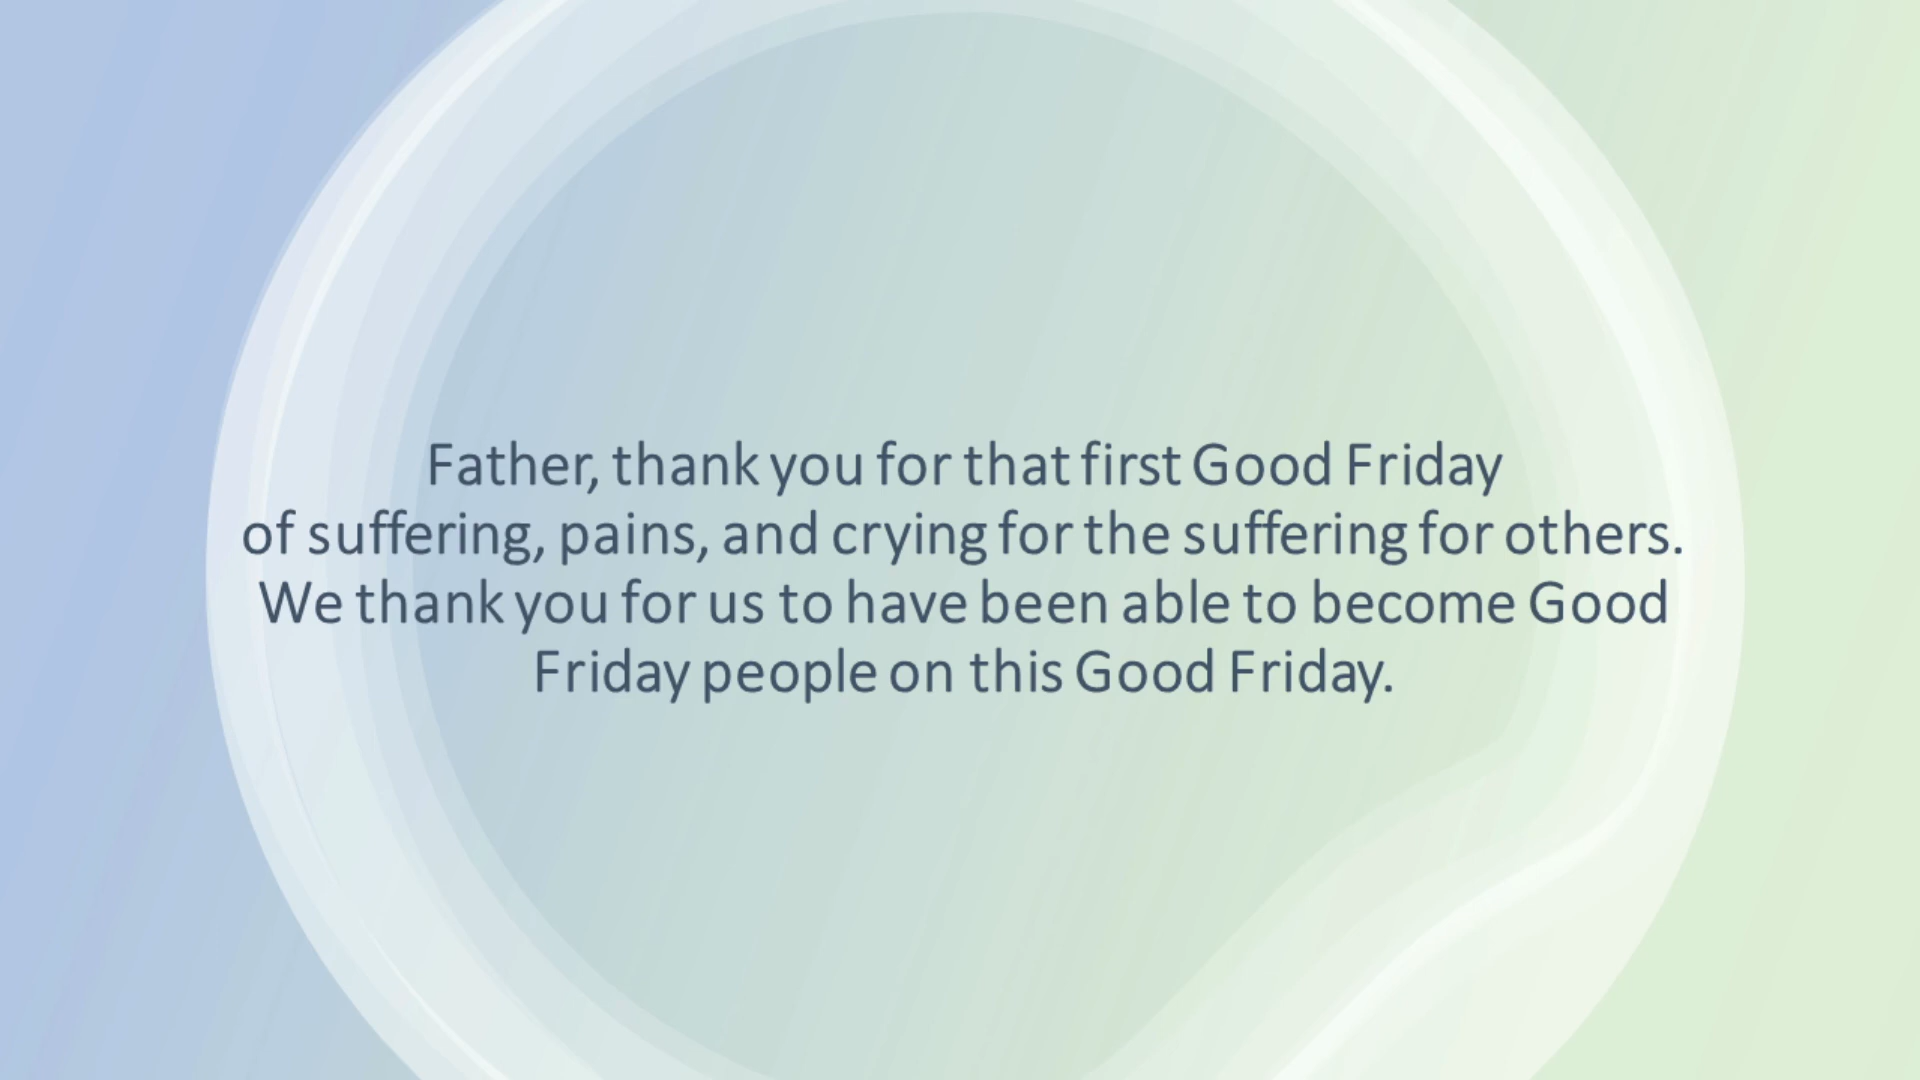 Father, thank you for that first Good Friday
of suffering, pains, and crying for the suffering for others.
We thank you for us to have been able to become Good
Friday people on this Good Friday.